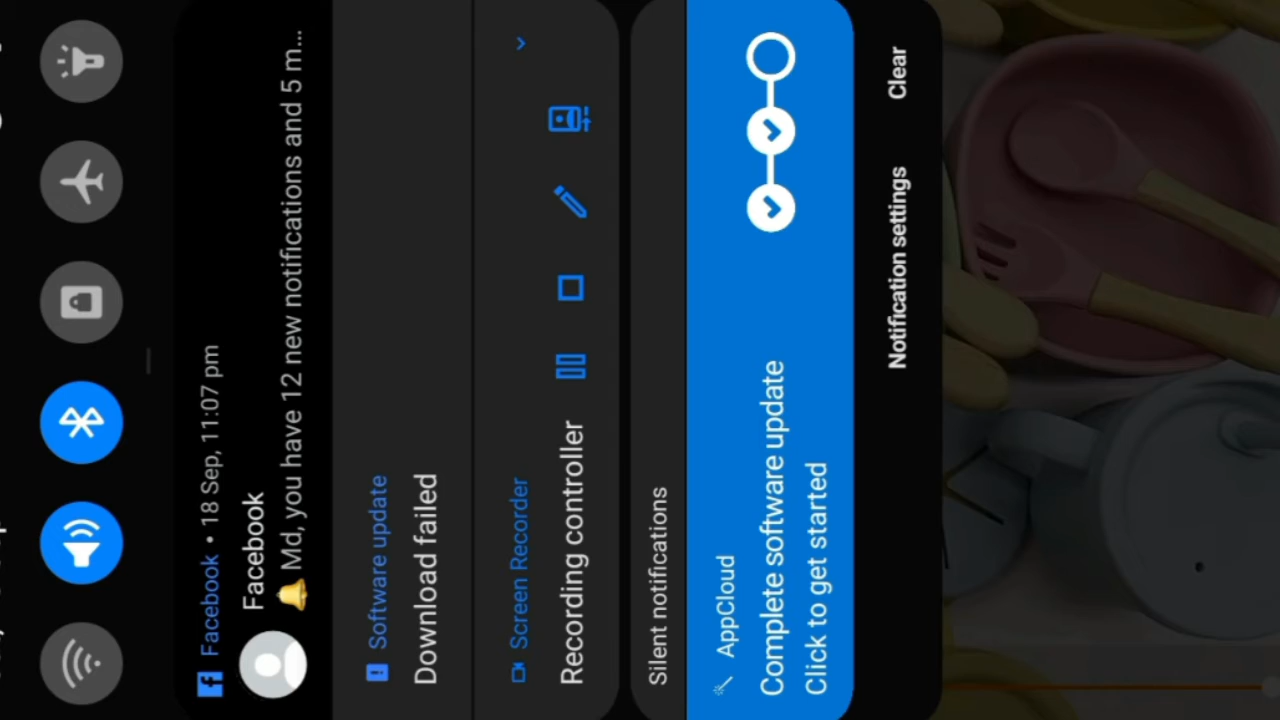 Facebook • 18 Sep, 11:07 pm
Facebook
Md, you have 12 new notifications and 5 m...
Software update
Download failed
Screen Recorder
Recording controller
Silent notifications
AppCloud
Complete software update
Click to get started
Notification settings
Clear